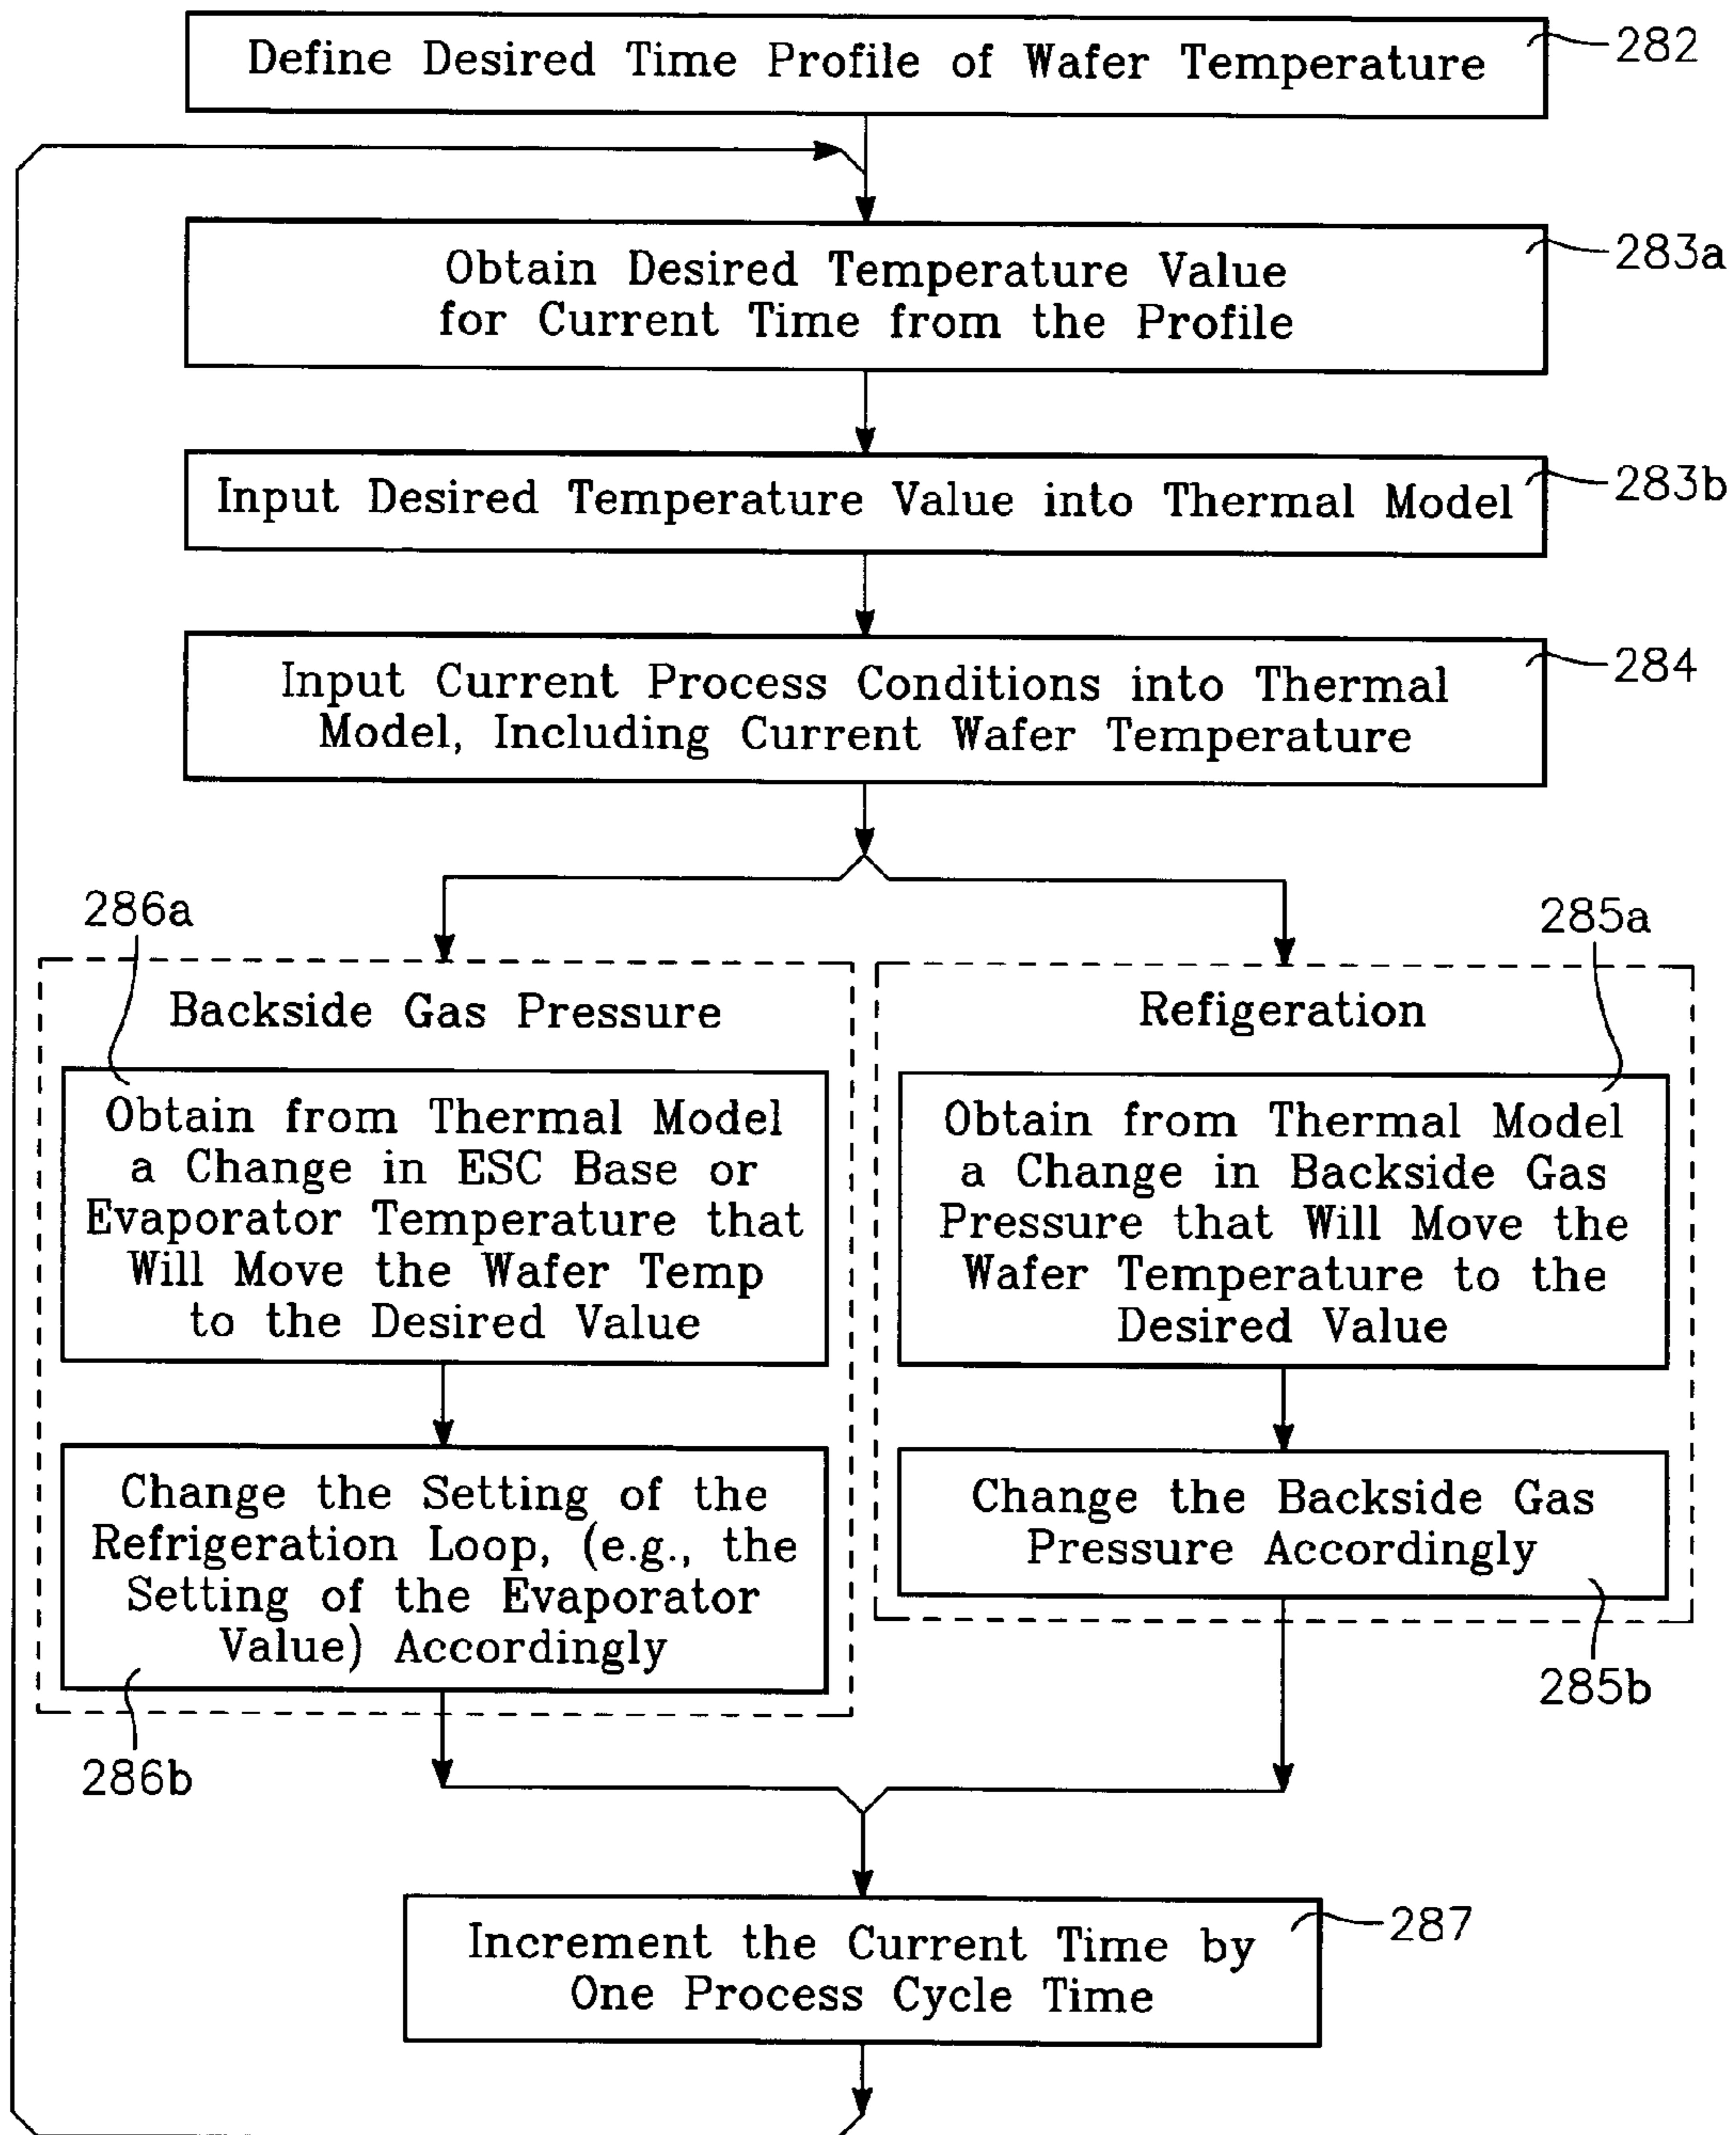 Define Desired Time Profile of Wafer Temperature
282
Obtain Desired Temperature Value
for Current Time from the Profile
283a
Input Desired Temperature Value into Thermal Model
283b
Input Current Process Conditions into Thermal
Model, Including Current Wafer Temperature
284
286a
Backside Gas Pressure
Obtain from Thermal Model
a Change in ESC Base or
Evaporator Temperature that
Will Move the Wafer Temp
to the Desired Value
Change the Setting of the
Refrigeration Loop, (e.g., the
Setting of the Evaporator
Value) Accordingly
286b
285a
Refigeration
Obtain from Thermal Model
a Change in Backside Gas
Pressure that Will Move the
Wafer Temperature to the
Desired Value
Change the Backside Gas
Pressure Accordingly
285b
Increment the Current Time by
One Process Cycle Time
287